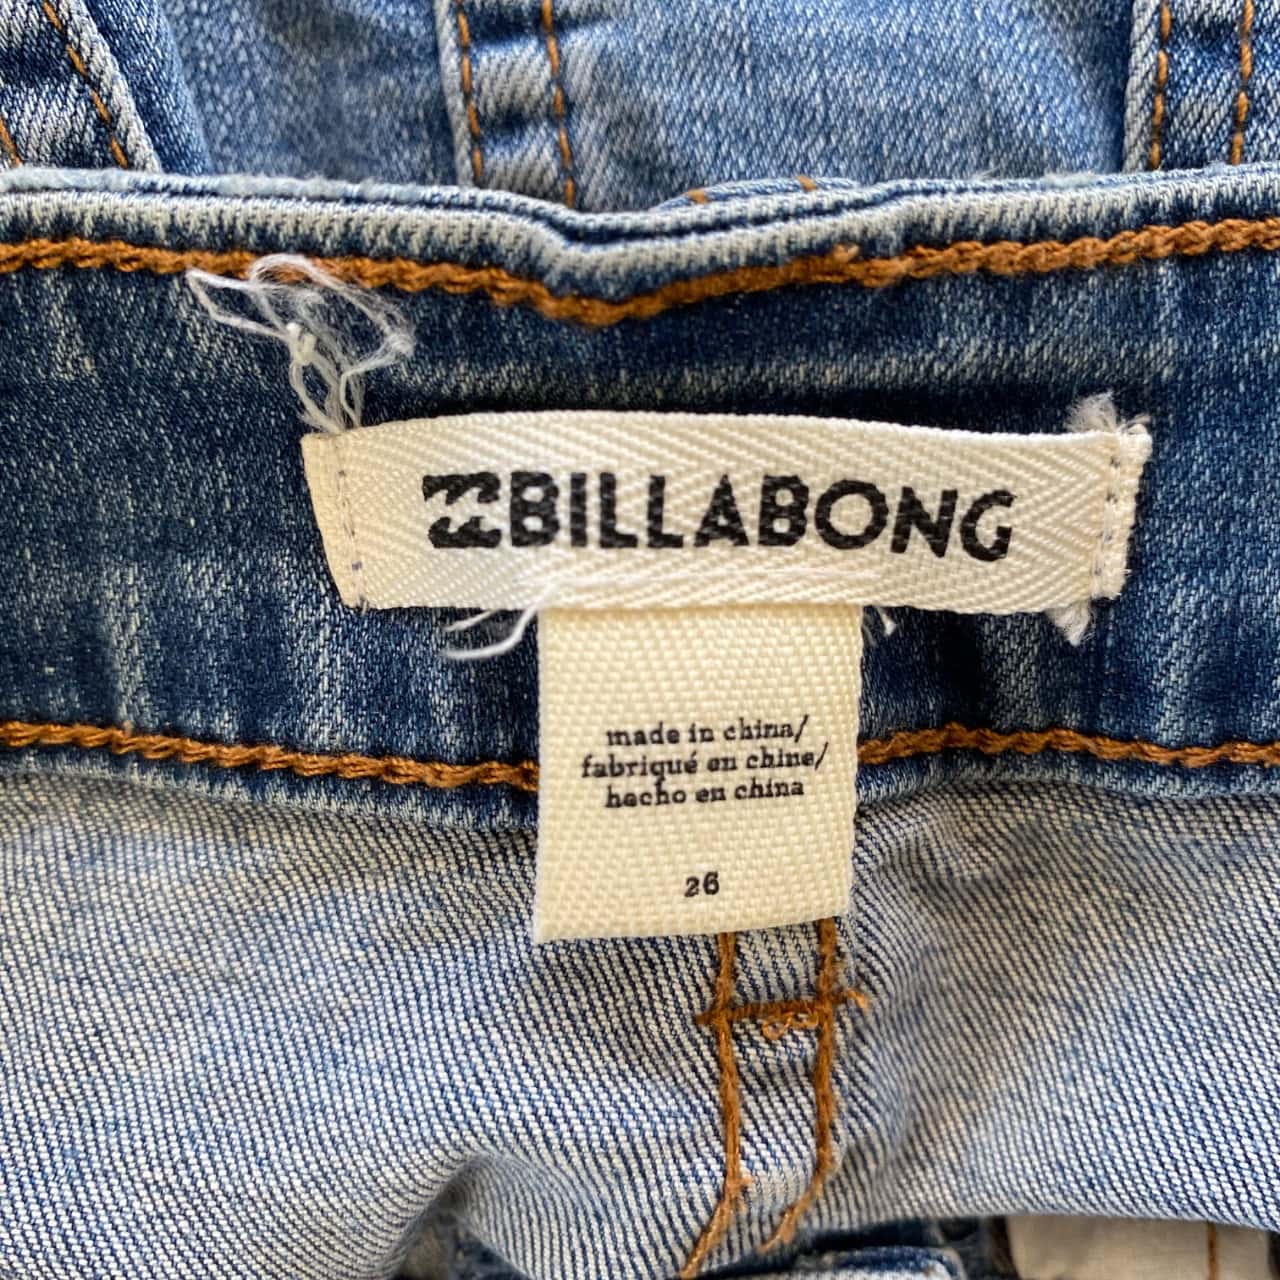 BILLABONG
made in china/
fabriqué en chine/
hecho en china
26